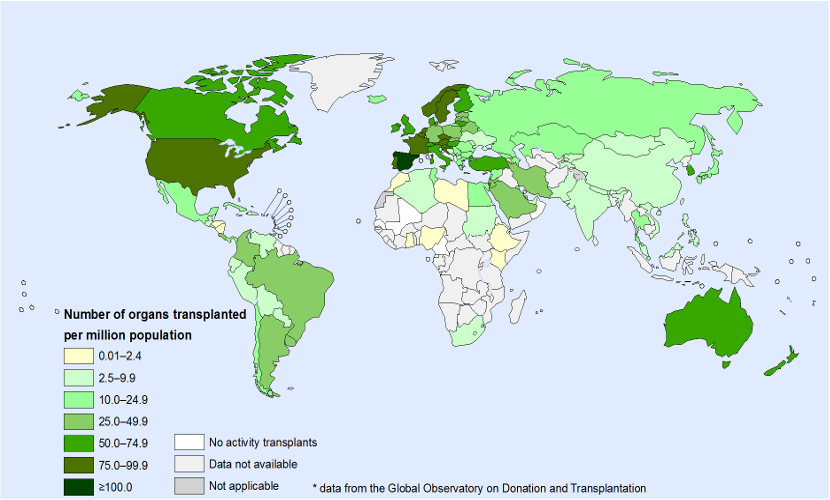 Number of organs transplanted
per million population
0.01–2.4
2.5–9.9
10.0–24.9
25.0–49.9
50.0–74.9
75.0–99.9
≥100.0
No activity transplants
Data not available
Not applicable
* data from the Global Observatory on Donation and Transplantation